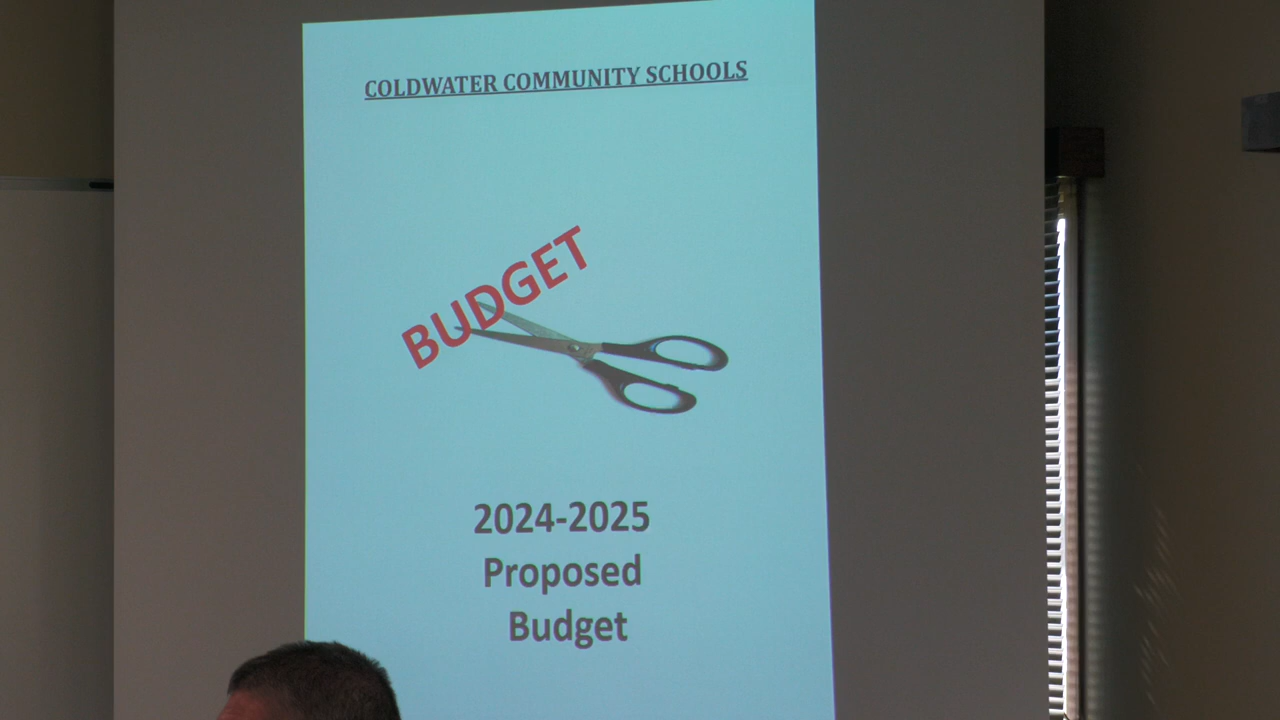 COLDWATER COMMUNITY SCHOOLS
BUDGET
2024-2025
Proposed
Budget